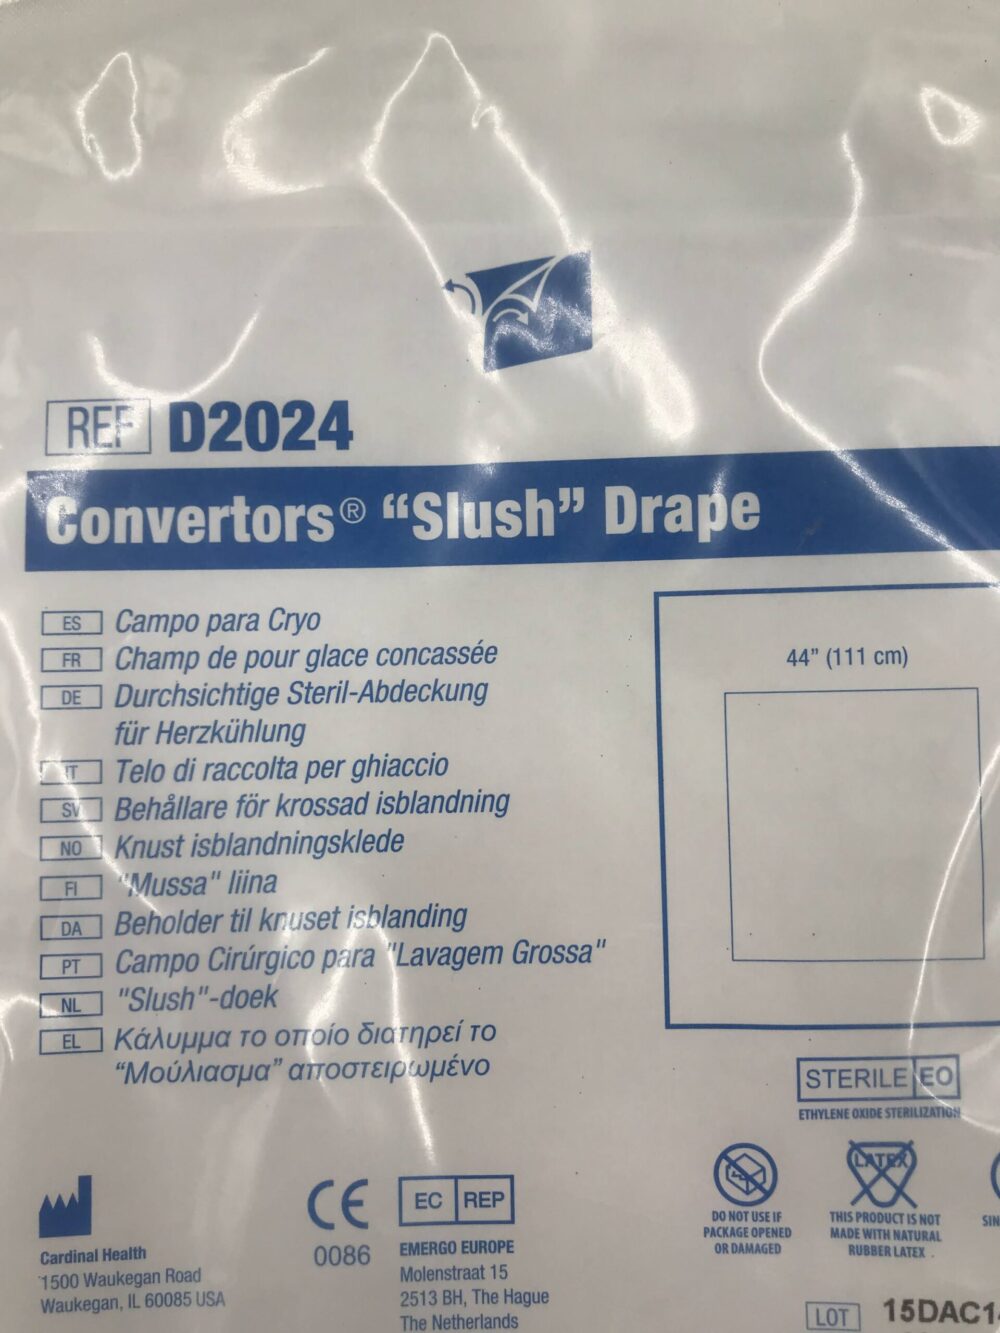 REF D2024
Convertors® “Slush” Drape
ES Campo para Cryo
FR Champ de pour glace concassée
DE Durchsichtige Steril-Abdeckung
für Herzkühlung
IT Telo di raccolta per ghiaccio
SV Behållare för krossad isblandning
NO Knust isblandningsklede
FI "Mussa" liina
DA Beholder til knuset isblanding
PT Campo Cirúrgico para "Lavagem Grossa"
NL "Slush"-doek
EL Κάλυμμα το οποίο διατηρεί το
“Μούλιασμα” αποστειρωμένο
44” (111 cm)
STERILE EO
ETHYLENE OXIDE STERILIZATION
LATEX
DO NOT USE IF
PACKAGE OPENED
OR DAMAGED
THIS PRODUCT IS NOT
MADE WITH NATURAL
RUBBER LATEX .
Cardinal Health
1500 Waukegan Road
Waukegan, IL 60085 USA
CE
0086
EC REP
EMERGO EUROPE
Molenstraat 15
2513 BH, The Hague
The Netherlands
LOT